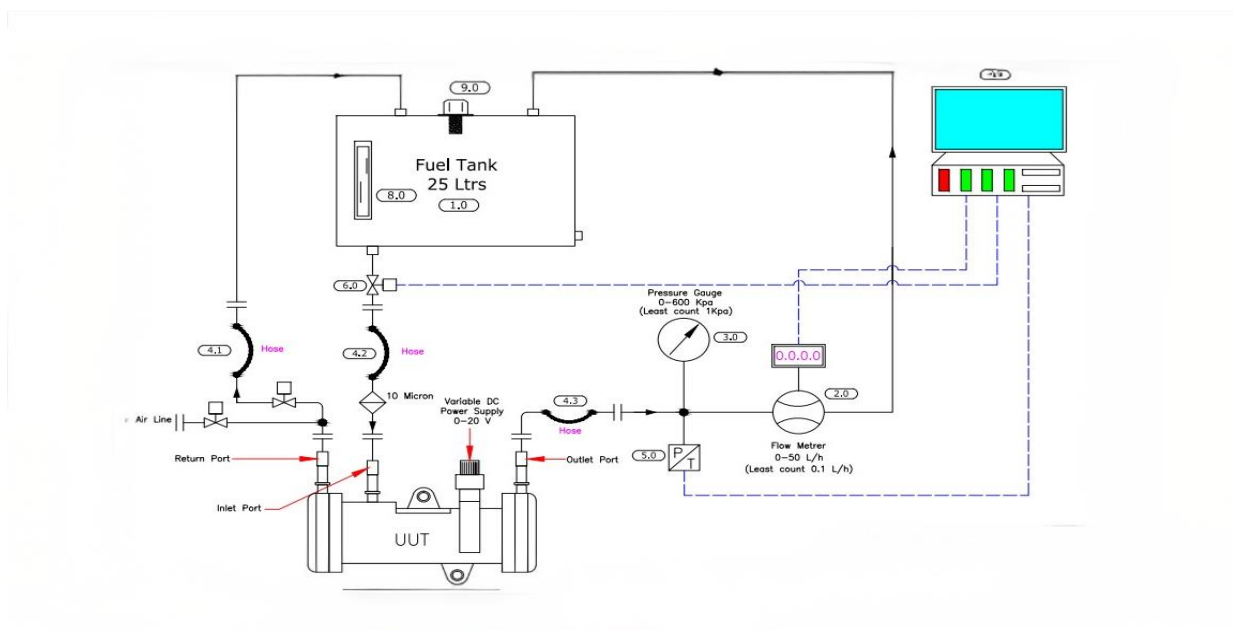 9.0
Fuel Tank
25 Ltrs
8.0
1.0
6.0
Pressure Gauge
0-600 Kpa
(Least count 1Kpa)
3.0
4.1
Hose
4.2
Hose
0.0.0.0
10 Micron
Variable DC
Power Supply
0-20 V
4.3
Hose
2.0
Air Line
Return Port
Outlet Port
5.0
P
T
Flow Metrer
0-50 L/h
(Least count 0.1 L/h)
Inlet Port
UUT